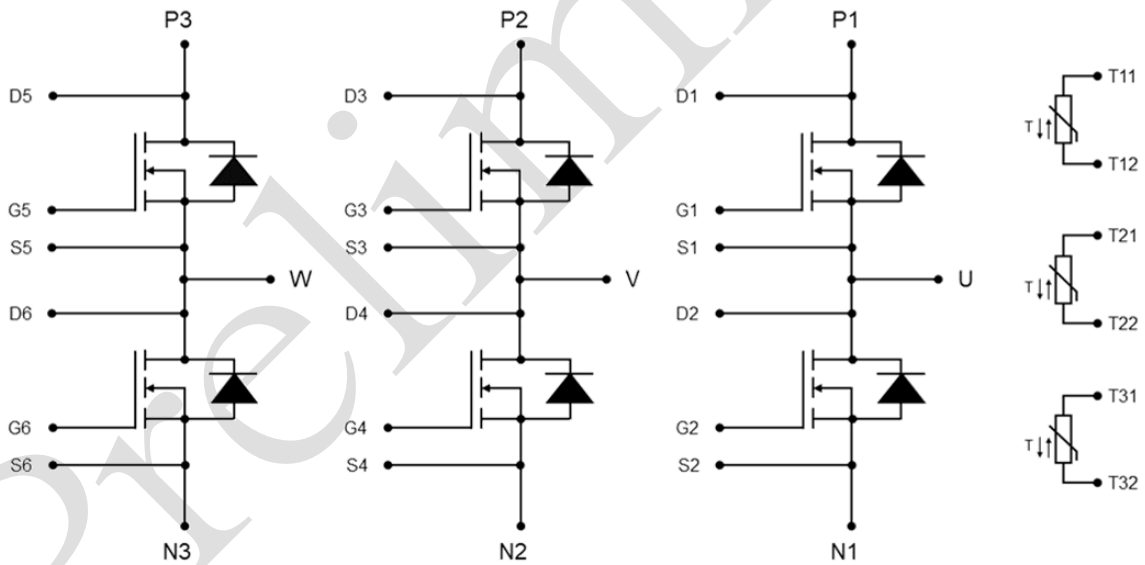 P3
P2
P1
D5
D3
D1
T11
T
T12
G5
G3
G1
S5
S3
S1
T21
W
V
U
T
D6
D4
D2
T22
T31
G6
G4
G2
T
S6
S4
S2
T32
N3
N2
N1
Prelim